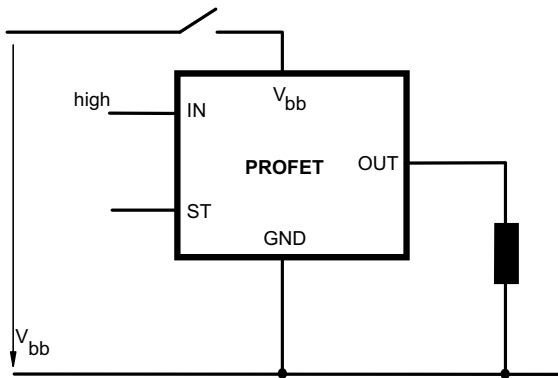 V bb
high
IN
PROFET
OUT
ST
GND
V bb